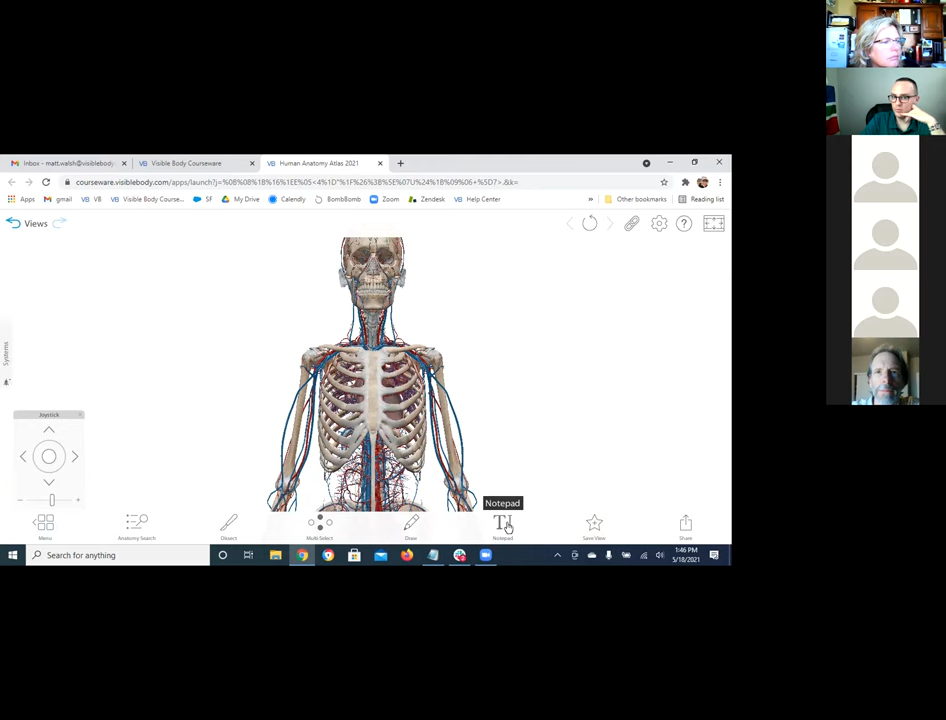 Inbox - matt.walsh@visiblebody
Visible Body Courseware
Human Anatomy Atlas 2021
courseware.visiblebody.com/apps/launch?
Apps
gmail
VB
Visible Body Course...
SF
My Drive
Calendly
BombBomb
Zoom
Zendesk
Help Center
»
Other bookmarks
Reading list
Views
Systems
Joystick
Notepad
Menu
Anatomy Search
Dissect
Multi Select
Draw
Notepad
Save View
Share
Search for anything
1:46 PM
5/18/2021